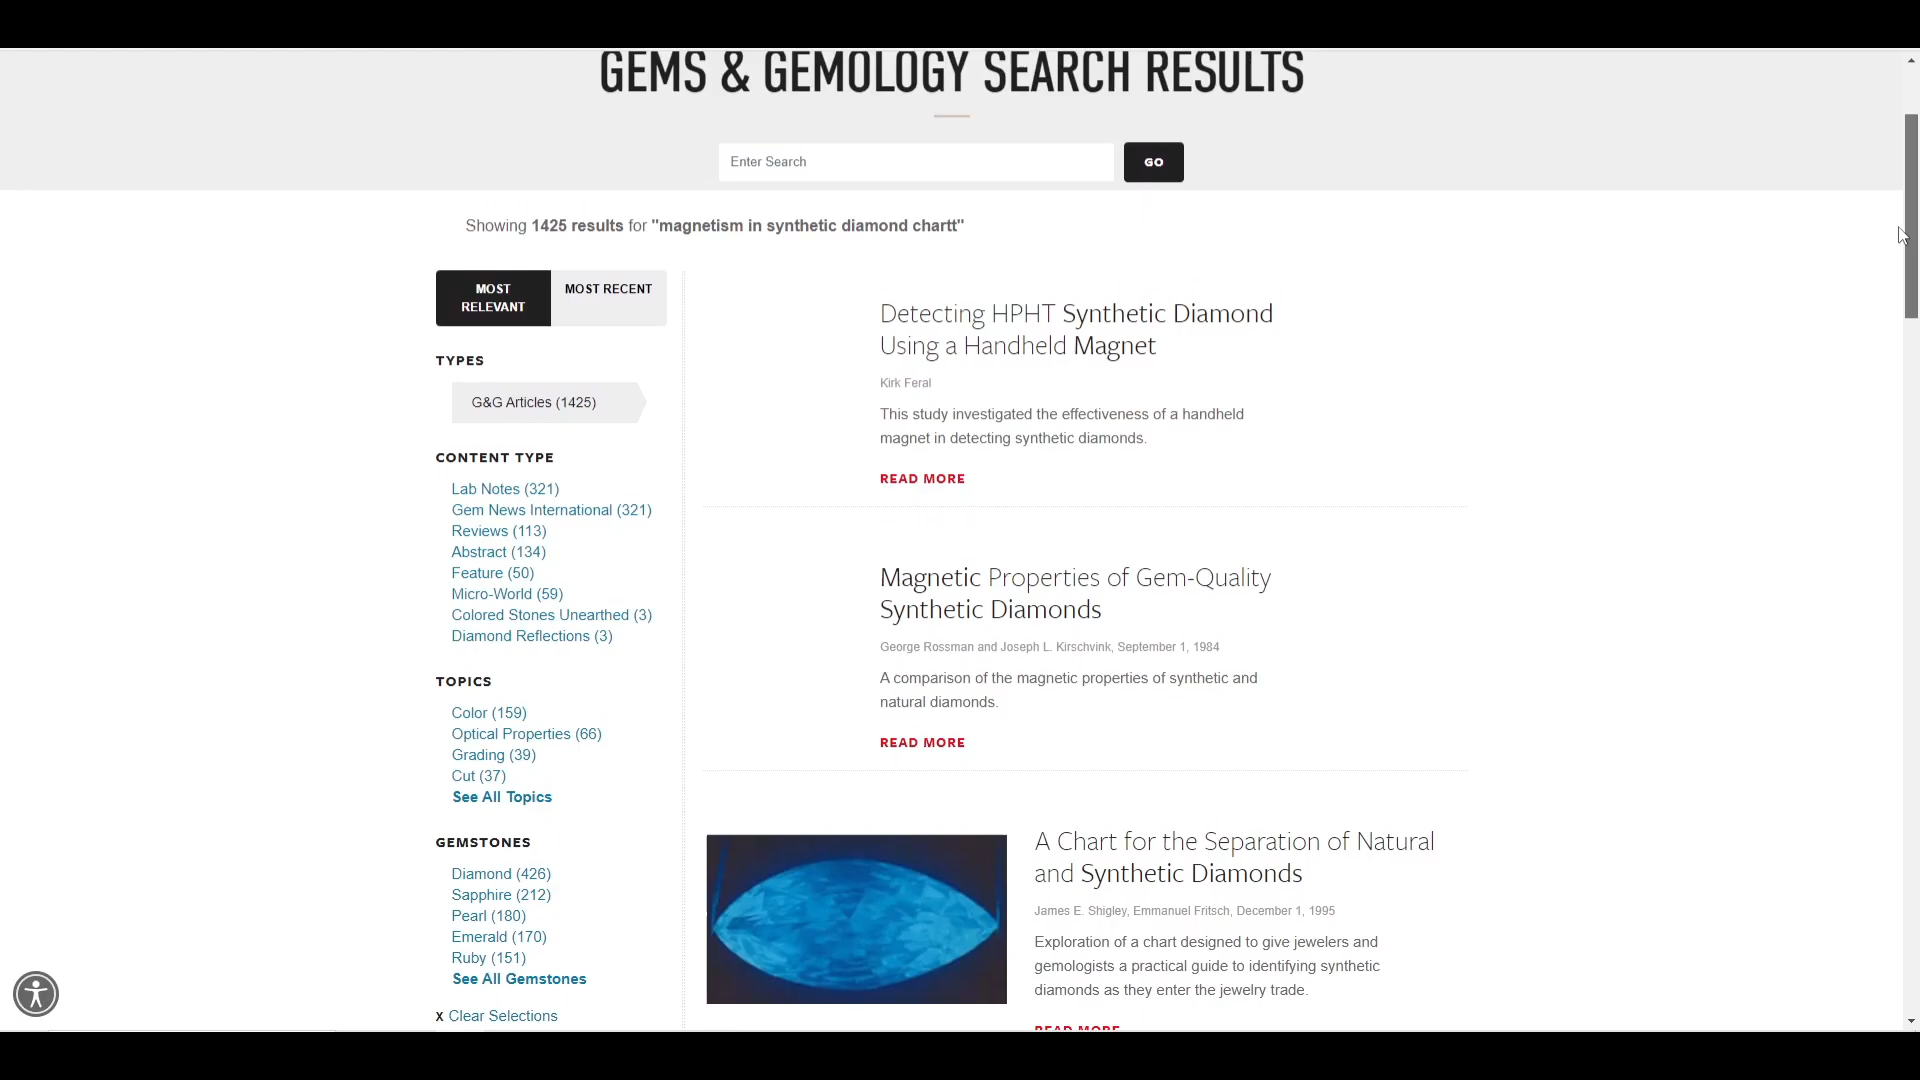 GEMS & GEMOLOGY SEARCH RESULTS
Enter Search
GO
Showing 1425 results for "magnetism in synthetic diamond chartt"
MOST
RELEVANT
MOST RECENT
TYPES
G&G Articles (1425)
CONTENT TYPE
Lab Notes (321)
Gem News International (321)
Reviews (113)
Abstract (134)
Feature (50)
Micro-World (59)
Colored Stones Unearthed (3)
Diamond Reflections (3)
TOPICS
Color (159)
Optical Properties (66)
Grading (39)
Cut (37)
See All Topics
GEMSTONES
Diamond (426)
Sapphire (212)
Pearl (180)
Emerald (170)
Ruby (151)
See All Gemstones
X Clear Selections
Detecting HPHT Synthetic Diamond
Using a Handheld Magnet
Kirk Feral
This study investigated the effectiveness of a handheld
magnet in detecting synthetic diamonds.
READ MORE
Magnetic Properties of Gem-Quality
Synthetic Diamonds
George Rossman and Joseph L. Kirschvink, September 1, 1984
A comparison of the magnetic properties of synthetic and
natural diamonds.
READ MORE
A Chart for the Separation of Natural
and Synthetic Diamonds
James E. Shigley, Emmanuel Fritsch, December 1, 1995
Exploration of a chart designed to give jewelers and
gemologists a practical guide to identifying synthetic
diamonds as they enter the jewelry trade.
READ MORE